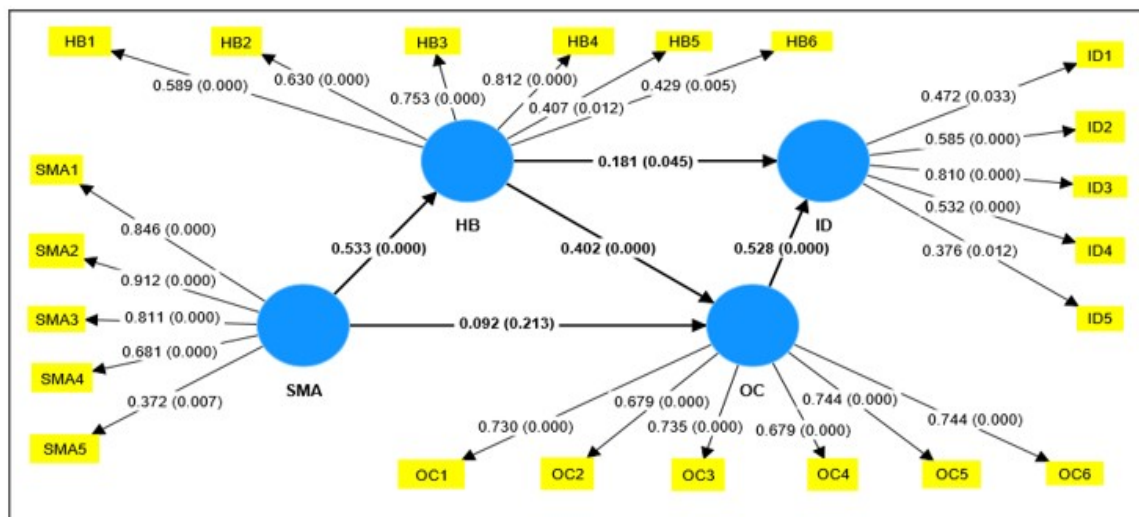 HB1
HB2
HB3
HB4
HB5
HB6
ID1
0.589 (0.000)
0.630 (0.000)
0.753 (0.000)
0.812 (0.000)
0.407 (0.012)
0.429 (0.005)
0.472 (0.033)
ID2
0.585 (0.000)
SMA1
0.181 (0.045)
0.810 (0.000)
ID3
0.846 (0.000)
HB
ID
0.532 (0.000)
SMA2
0.533 (0.000)
0.402 (0.000)
0.528 (0.000)
0.376 (0.012)
ID4
0.912 (0.000)
SMA3
0.811 (0.000)
0.092 (0.213)
ID5
0.681 (0.000)
SMA4
SMA
OC
0.372 (0.007)
0.679 (0.000)
0.744 (0.000)
SMA5
0.730 (0.000)
0.735 (0.000)
0.679 (0.000)
0.744 (0.000)
OC1
OC2
OC3
OC4
OC5
OC6